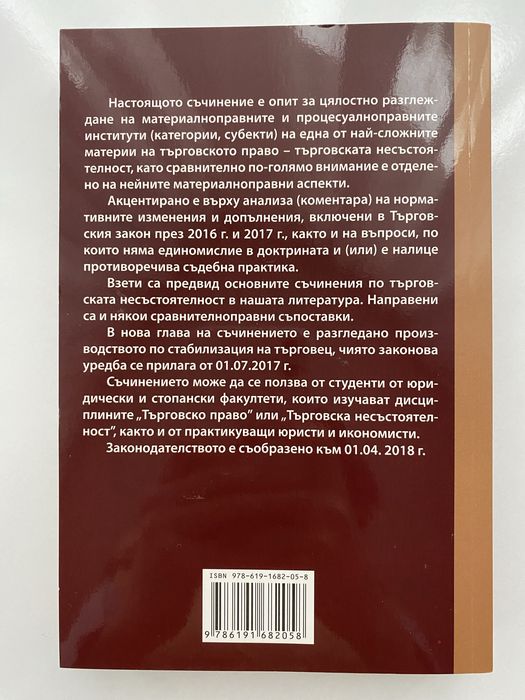 Настоящото съчинение е опит за цялостно разглеж-
дане на материалноправните и процесуалноправните
институти (категории, субекти) на една от най-сложните
материи на търговското право – търговската несъстоя-
телност, като сравнително по-голямо внимание е отделе-
но на нейните материалноправни аспекти.
Акцентирано е върху анализа (коментара) на норма-
тивните изменения и допълнения, включени в Търгов-
ския закон през 2016 г. и 2017 г., както и на въпроси, по
които няма единомислие в доктрината и (или) е налице
противоречива съдебна практика.
Взети са предвид основните съчинения по търгов-
ската несъстоятелност в нашата литература. Направени
са и някои сравнителноправни съпоставки.
В нова глава на съчинението е разгледано произ-
водството по стабилизация на търговец, чиято законова
уредба се прилага от 01.07.2017 г.
Съчинението може да се ползва от студенти от юри-
дически и стопански факултети, които изучават дисци-
плините „Търговско право” или „Търговска несъстоятел-
ност”, както и от практикуващи юристи и икономисти.
Законодателството е съобразено към 01.04. 2018 г.
ISBN 978-619-1682-05-8
9786191682058